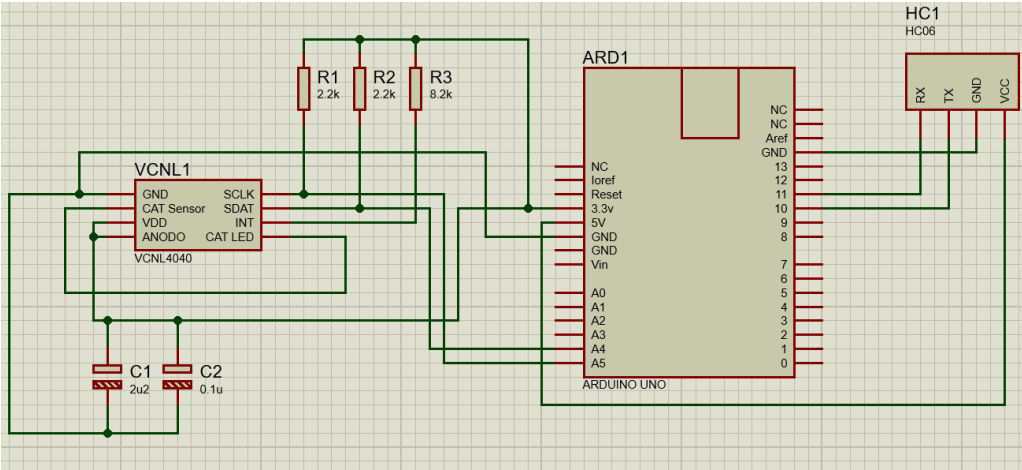 HC1
HC06
RX
TX
GND
VCC
R1
2.2k
R2
2.2k
R3
8.2k
ARD1
NC
NC
Aref
GND
13
12
11
10
9
8
7
6
5
4
3
2
1
0
NC
Ioref
Reset
3.3v
5V
GND
GND
Vin
A0
A1
A2
A3
A4
A5
ARDUINO UNO
VCNL1
GND
SCLK
CAT Sensor
SDAT
VDD
INT
ANODO
CAT LED
VCNL4040
C1
2u2
C2
0.1u